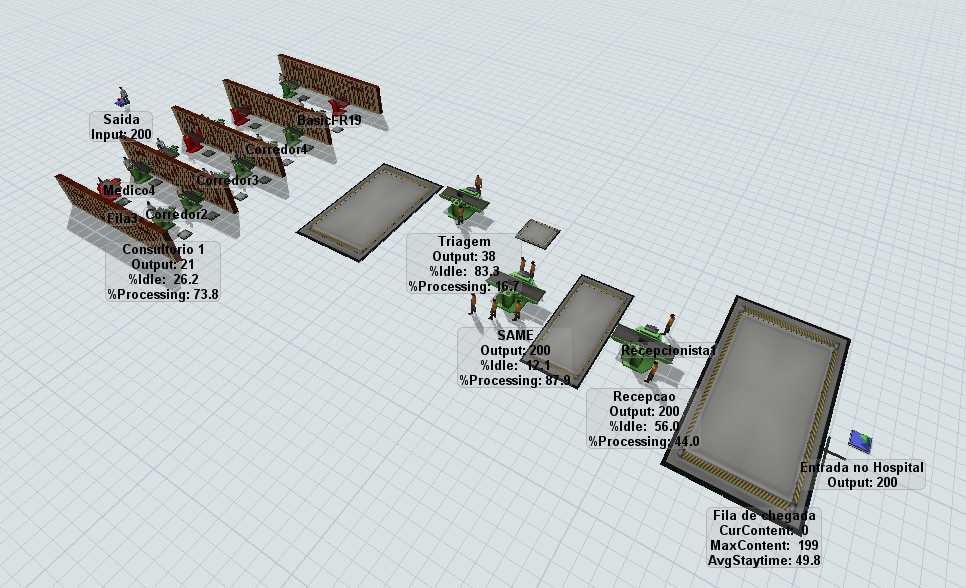 Saida
Input: 200
BasicFR19
Corredor4
Corredor3
Medico4
Fila3
Corredor2
Consultorio 1
Output: 21
%Idle: 26.2
%Processing: 73.8
Triagem
Output: 38
%Idle: 83.3
%Processing: 16.7
SAME
Output: 200
%Idle: 12.1
%Processing: 87.9
Recepcionista1
Recepcao
Output: 200
%Idle: 56.0
%Processing: 44.0
Entrada no Hospital
Output: 200
Fila de chegada
CurContent: 0
MaxContent: 199
AvgStaytime: 49.8